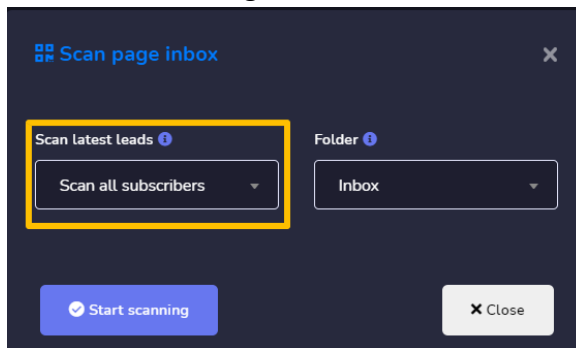 Scan page inbox
Scan latest leads
Folder
Scan all subscribers
Inbox
Start scanning
Close